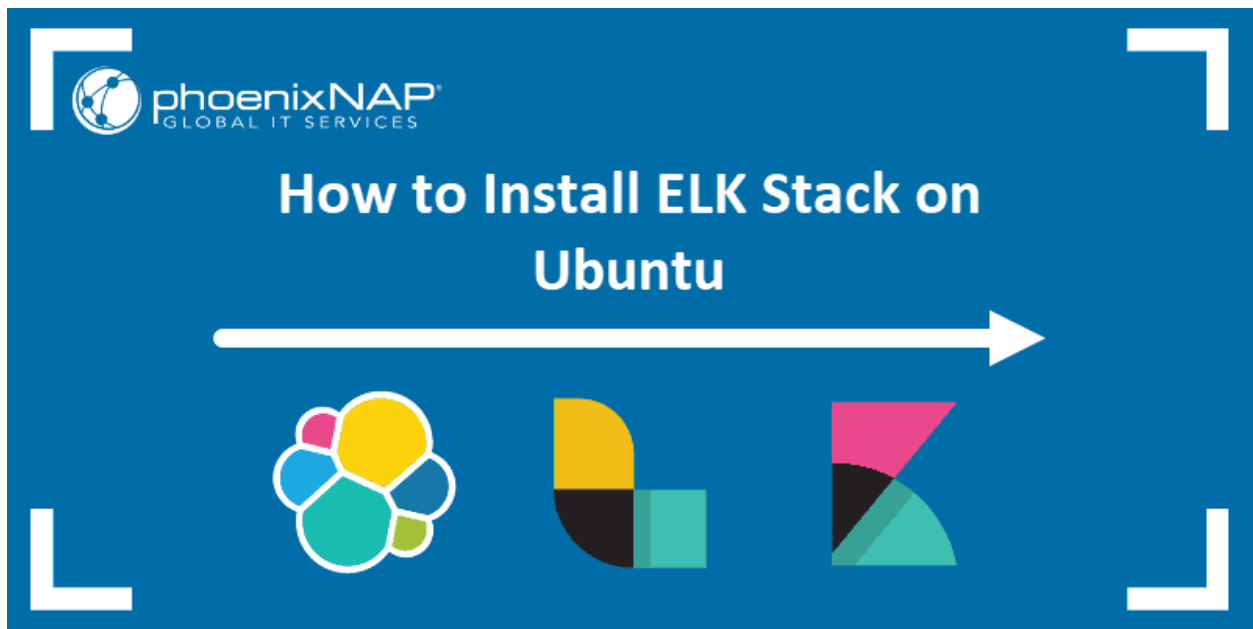 phoenixNAP®
GLOBAL IT SERVICES
How to Install ELK Stack on
Ubuntu